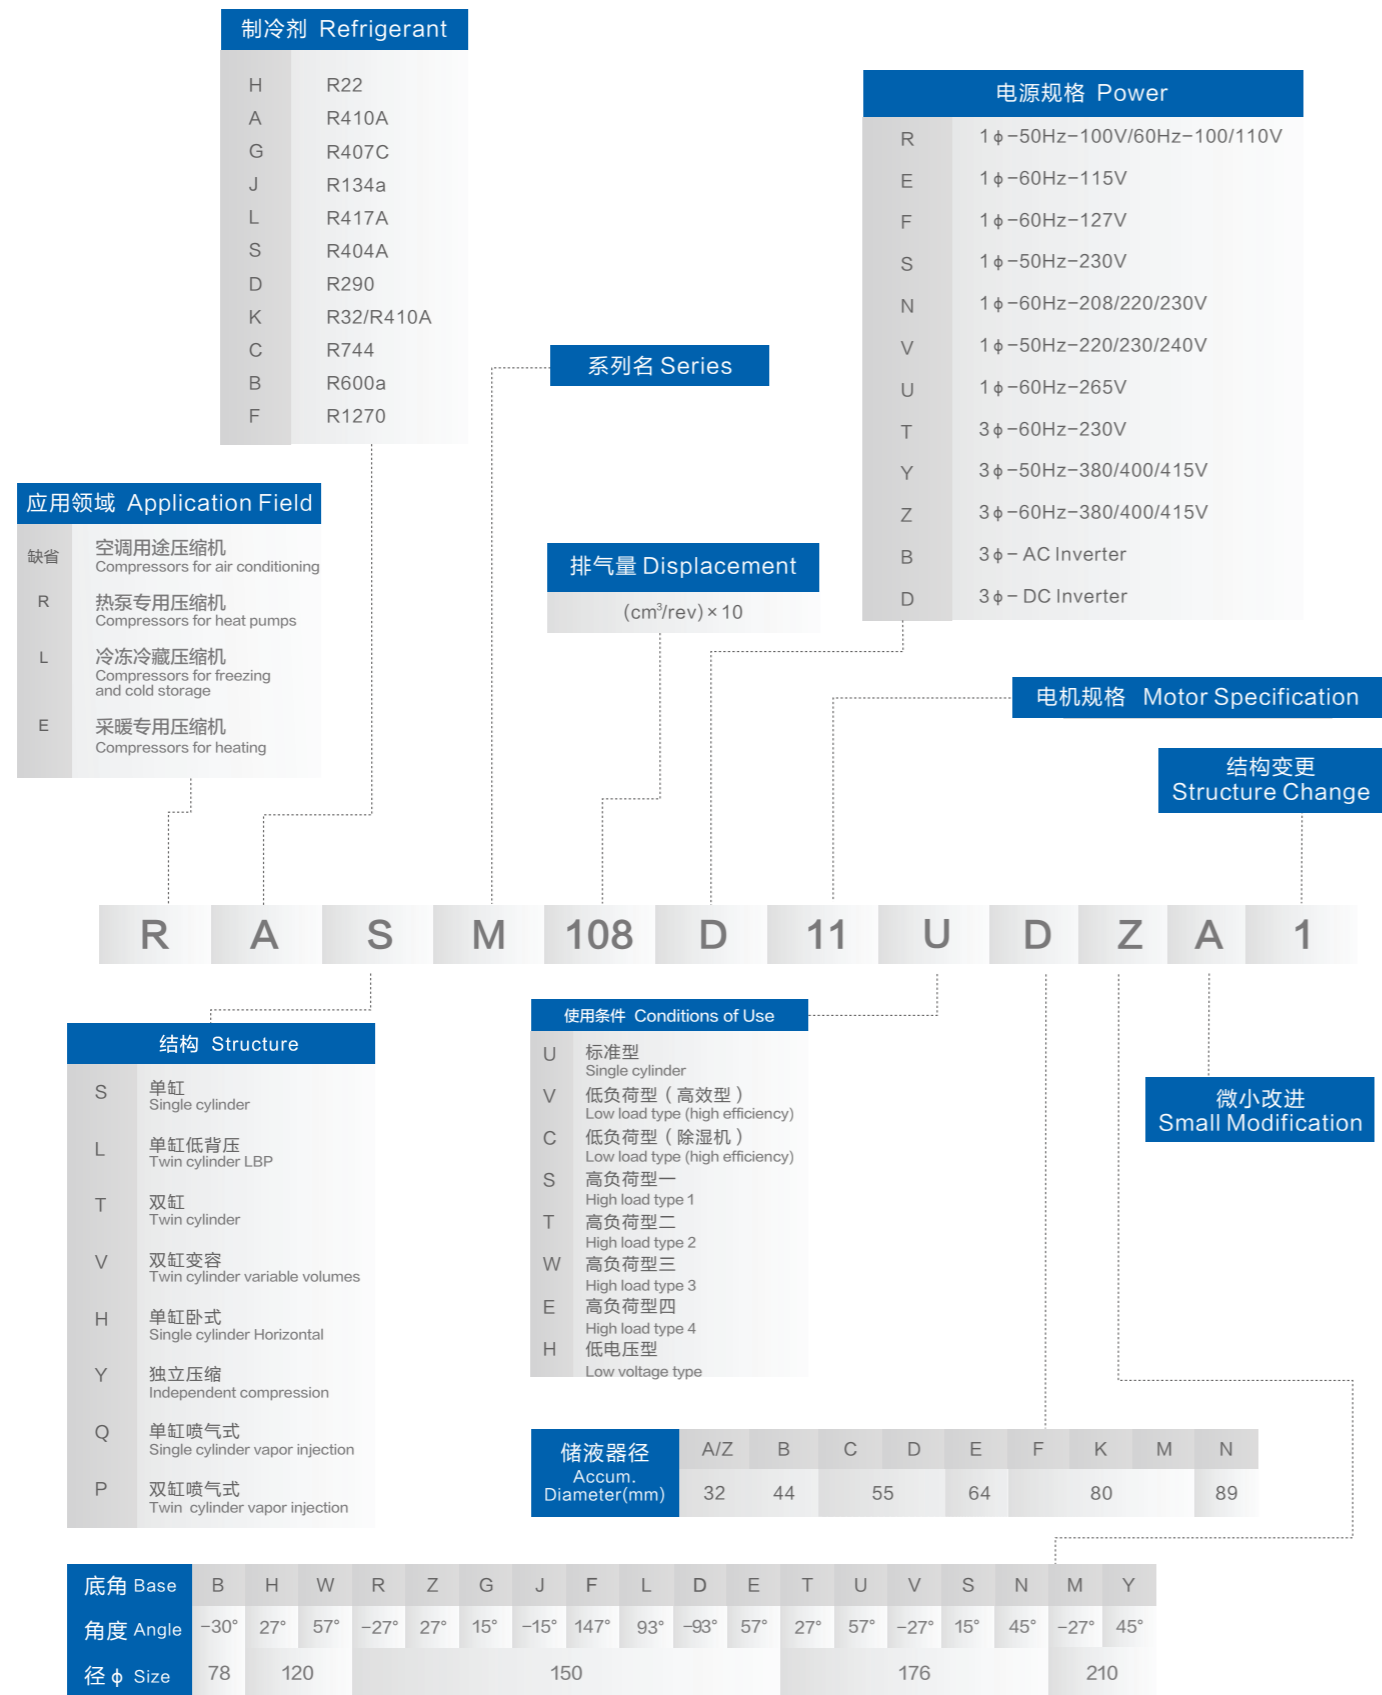 制冷剂 Refrigerant
H R22
A R410A
G R407C
J R134a
L R417A
S R404A
D R290
K R32/R410A
C R744
B R600a
F R1270
电源规格 Power
R 1ϕ-50Hz-100V/60Hz-100/110V
E 1ϕ-60Hz-115V
F 1ϕ-60Hz-127V
S 1ϕ-50Hz-230V
N 1ϕ-60Hz-208/220/230V
V 1ϕ-50Hz-220/230/240V
U 1ϕ-60Hz-265V
T 3ϕ-60Hz-230V
Y 3ϕ-50Hz-380/400/415V
Z 3ϕ-60Hz-380/400/415V
B 3ϕ- AC Inverter
D 3ϕ- DC Inverter
系列名 Series
应用领域 Application Field
缺省 空调用途压缩机
Compressors for air conditioning
R 热泵专用压缩机
Compressors for heat pumps
L 冷冻冷藏压缩机
Compressors for freezing
and cold storage
E 采暖专用压缩机
Compressors for heating
排气量 Displacement
(cm³/rev)×10
电机规格 Motor Specification
结构变更
Structure Change
R A S M 108 D 11 U D Z A 1
结构 Structure
S 单缸
Single cylinder
L 单缸低背压
Twin cylinder LBP
T 双缸
Twin cylinder
V 双缸变容
Twin cylinder variable volumes
H 单缸卧式
Single cylinder Horizontal
Y 独立压缩
Independent compression
Q 单缸喷气式
Single cylinder vapor injection
P 双缸喷气式
Twin cylinder vapor injection
使用条件 Conditions of Use
U 标准型
Single cylinder
V 低负荷型（高效型）
Low load type (high efficiency)
C 低负荷型（除湿机）
Low load type (high efficiency)
S 高负荷型一
High load type 1
T 高负荷型二
High load type 2
W 高负荷型三
High load type 3
E 高负荷型四
High load type 4
H 低电压型
Low voltage type
微小改进
Small Modification
储液器径 A/Z B C D E F K M N
Accum.
Diameter(mm) 32 44 55 64 80 89
底角 Base B H W R Z G J F L D E T U V S N M Y
角度 Angle -30° 27° 57° -27° 27° 15° -15° 147° 93° -93° 57° 27° 57° -27° 15° 45° -27° 45°
径ϕ Size 78 120 150 176 210